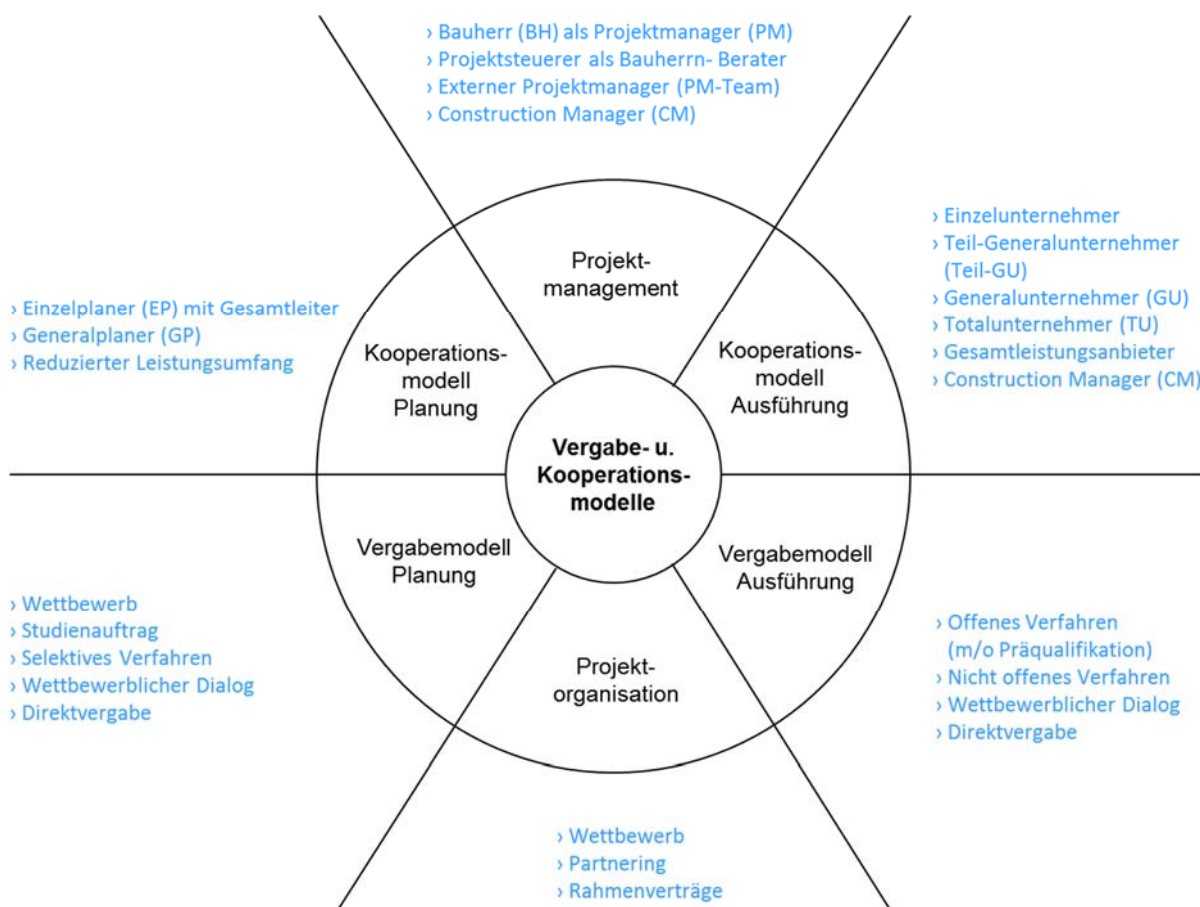 › Bauherr (BH) als Projektmanager (PM)
› Projektsteuerer als Bauherrn- Berater
› Externer Projektmanager (PM-Team)
› Construction Manager (CM)
Projekt-
management
› Einzelunternehmer
› Teil-Generalunternehmer
(Teil-GU)
› Generalunternehmer (GU)
› Totalunternehmer (TU)
› Gesamtleistungsanbieter
› Construction Manager (CM)
Kooperations-
modell
Ausführung
› Einzelplaner (EP) mit Gesamtleiter
› Generalplaner (GP)
› Reduzierter Leistungsumfang
Kooperations-
modell
Planung
Vergabe- u.
Kooperations-
modelle
Vergabemodell
Planung
› Wettbewerb
› Studienauftrag
› Selektives Verfahren
› Wettbewerblicher Dialog
› Direktvergabe
Vergabemodell
Ausführung
› Offenes Verfahren
(m/o Präqualifikation)
› Nicht offenes Verfahren
› Wettbewerblicher Dialog
› Direktvergabe
Projekt-
organisation
› Wettbewerb
› Partnering
› Rahmenverträge